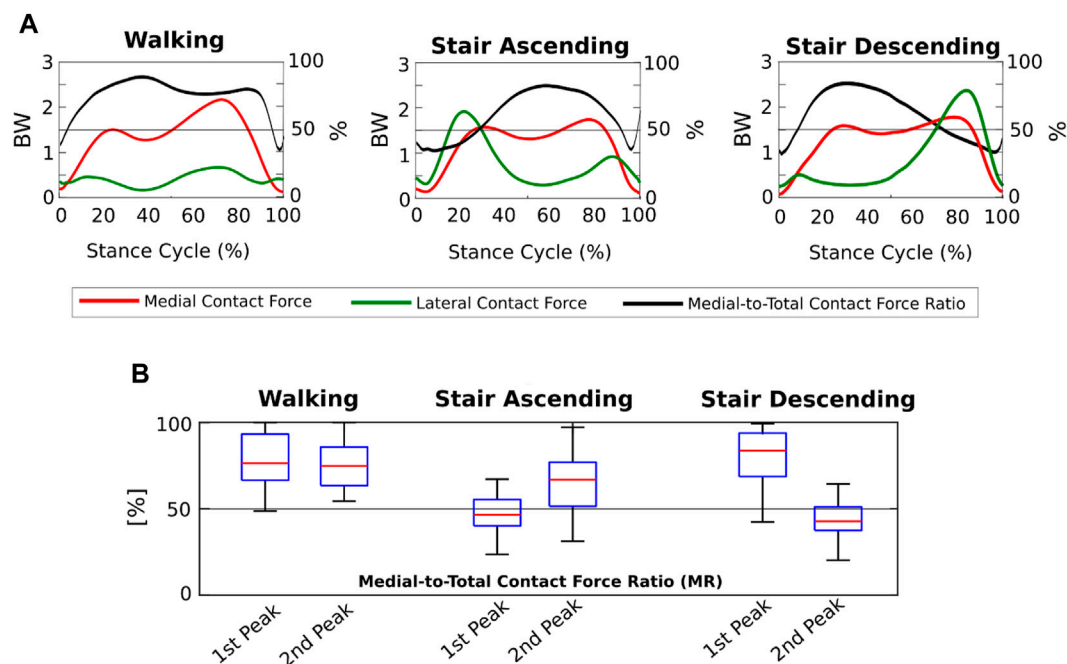 A
Walking
Stair Ascending
Stair Descending
3
2
1
0
BW
100
50
0
%
0 20 40 60 80 100
Stance Cycle (%)
3
2
1
0
BW
100
50
0
%
0 20 40 60 80 100
Stance Cycle (%)
3
2
1
0
BW
100
50
0
%
0 20 40 60 80 100
Stance Cycle (%)
Medial Contact Force Lateral Contact Force Medial-to-Total Contact Force Ratio
B
Walking
Stair Ascending
Stair Descending
100
50
0
[%]
Medial-to-Total Contact Force Ratio (MR)
1st Peak
2nd Peak
1st Peak
2nd Peak
1st Peak
2nd Peak